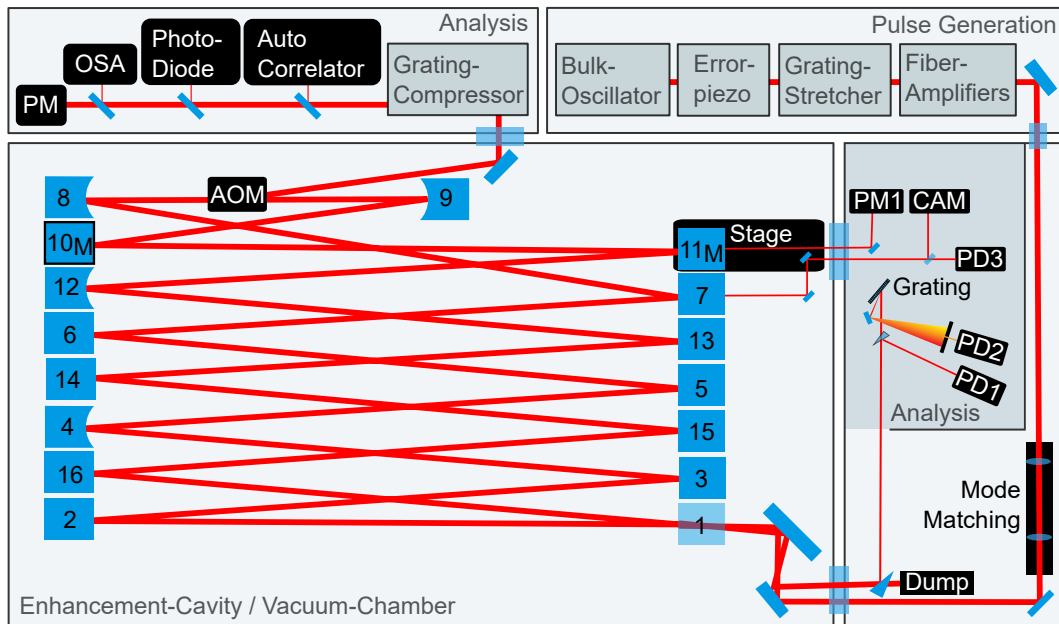 Analysis
Pulse Generation
PM
OSA
Photo-
Diode
Auto
Correlator
Grating-
Compressor
Bulk-
Oscillator
Error-
piezo
Grating-
Stretcher
Fiber-
Amplifiers
8
AOM
9
10M
11M
Stage
12
7
6
13
14
5
4
15
16
3
2
1
PM1
CAM
PD3
Grating
PD2
PD1
Analysis
Mode
Matching
Dump
Enhancement-Cavity / Vacuum-Chamber